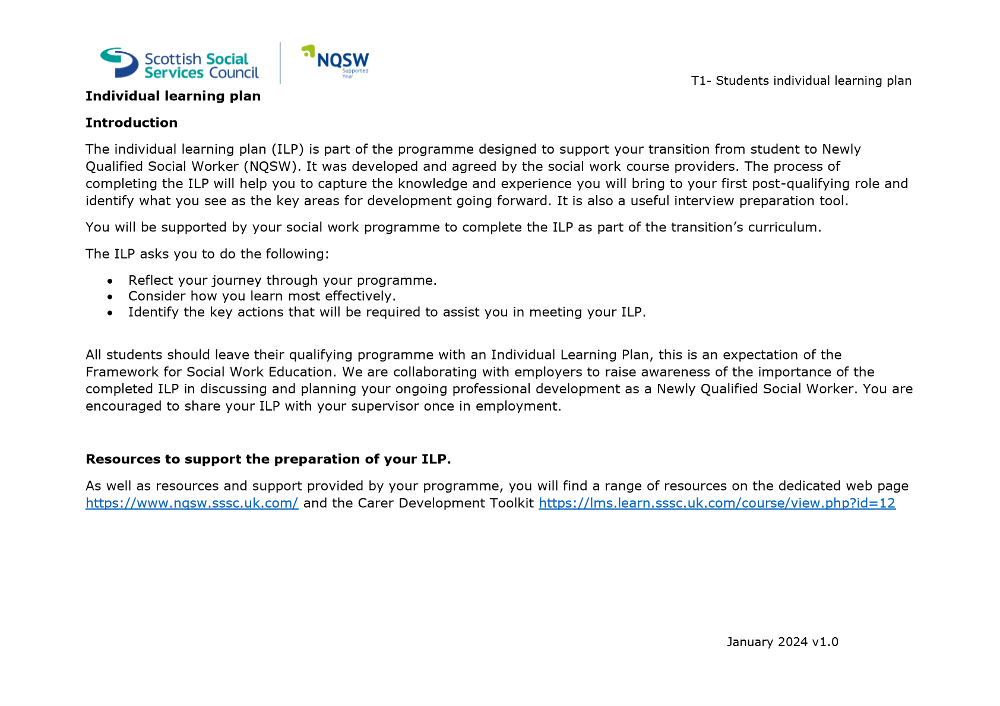 Scottish Social
Services Council
NQSW
Supported
Year
T1- Students individual learning plan
Individual learning plan
Introduction
The individual learning plan (ILP) is part of the programme designed to support your transition from student to Newly
Qualified Social Worker (NQSW). It was developed and agreed by the social work course providers. The process of
completing the ILP will help you to capture the knowledge and experience you will bring to your first post-qualifying role and
identify what you see as the key areas for development going forward. It is also a useful interview preparation tool.
You will be supported by your social work programme to complete the ILP as part of the transition’s curriculum.
The ILP asks you to do the following:
• Reflect your journey through your programme.
• Consider how you learn most effectively.
• Identify the key actions that will be required to assist you in meeting your ILP.
All students should leave their qualifying programme with an Individual Learning Plan, this is an expectation of the
Framework for Social Work Education. We are collaborating with employers to raise awareness of the importance of the
completed ILP in discussing and planning your ongoing professional development as a Newly Qualified Social Worker. You are
encouraged to share your ILP with your supervisor once in employment.
Resources to support the preparation of your ILP.
As well as resources and support provided by your programme, you will find a range of resources on the dedicated web page
https://www.nqsw.sssc.uk.com/ and the Carer Development Toolkit https://lms.learn.sssc.uk.com/course/view.php?id=12
January 2024 v1.0